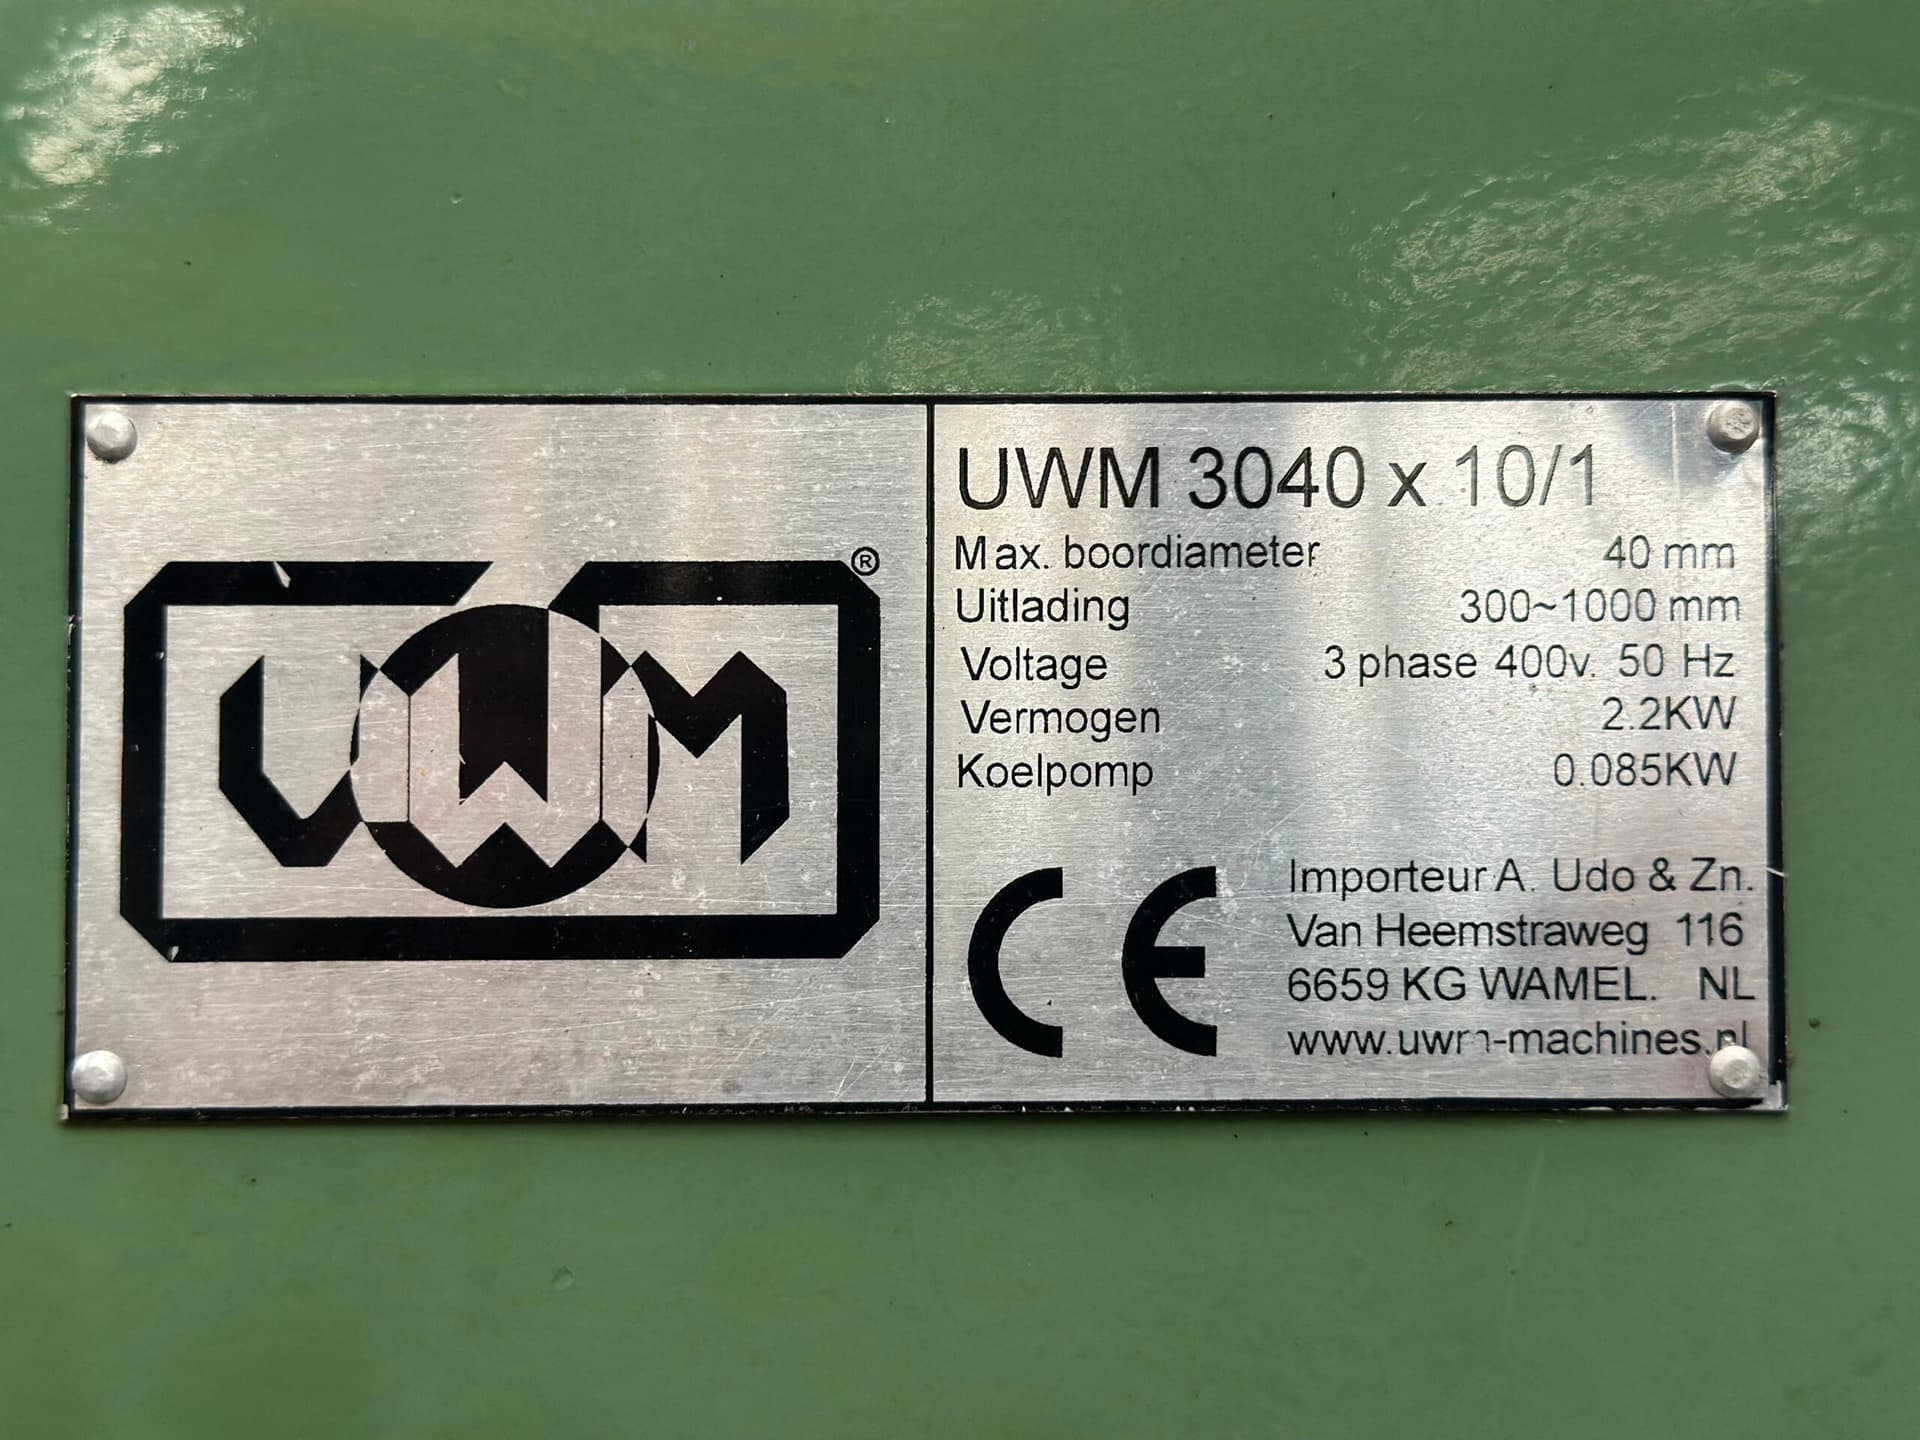 UWM ®
UWM 3040 x 10/1
Max. boordiameter 40 mm
Uitlading 300~1000 mm
Voltage 3 phase 400v. 50 Hz
Vermogen 2.2KW
Koelpomp 0.085KW
CE
Importeur A. Udo & Zn.
Van Heemstraweg 116
6659 KG WAMEL. NL
www.uwm-machines.nl